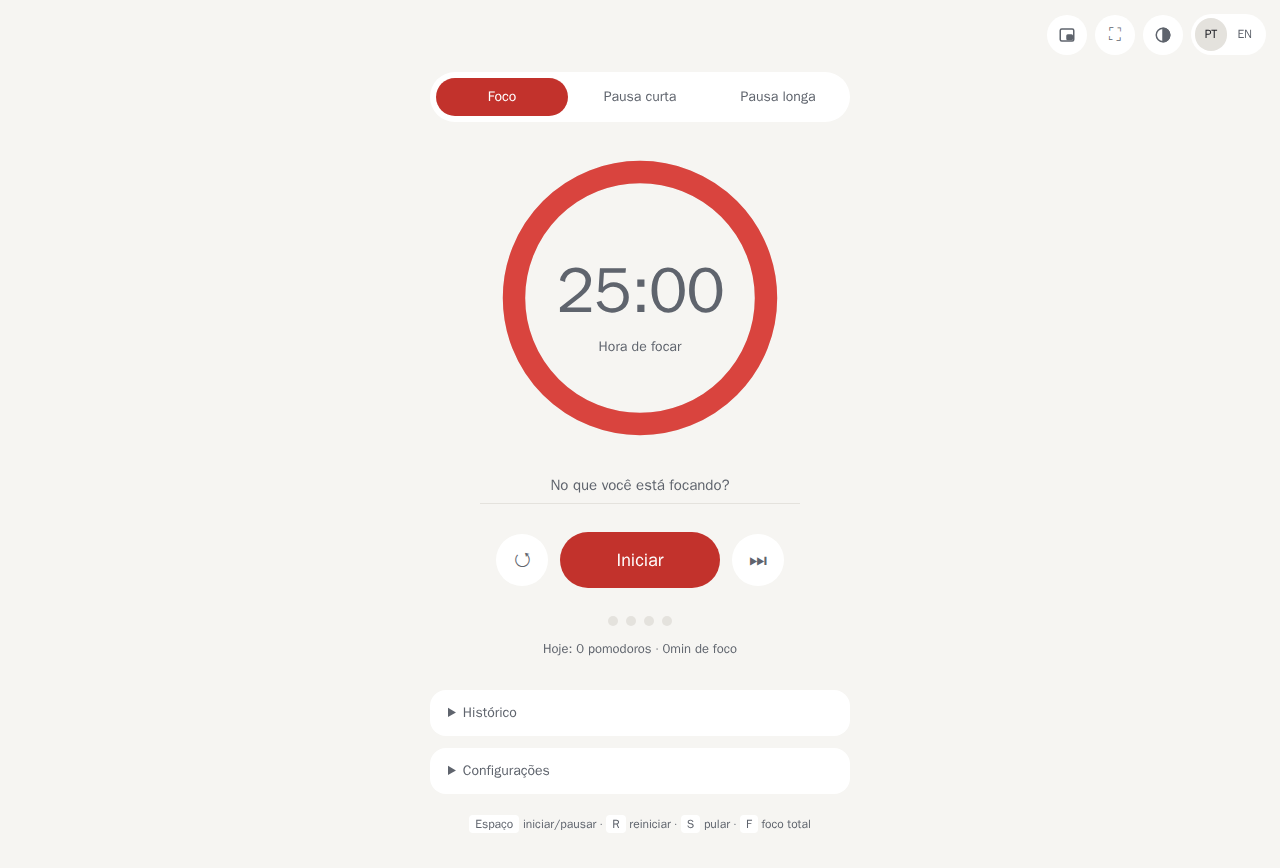 PT EN
Foco Pausa curta Pausa longa
25:00
Hora de focar
No que você está focando?
Iniciar
Hoje: 0 pomodoros · 0min de foco
Histórico
Configurações
Espaço iniciar/pausar · R reiniciar · S pular · F foco total